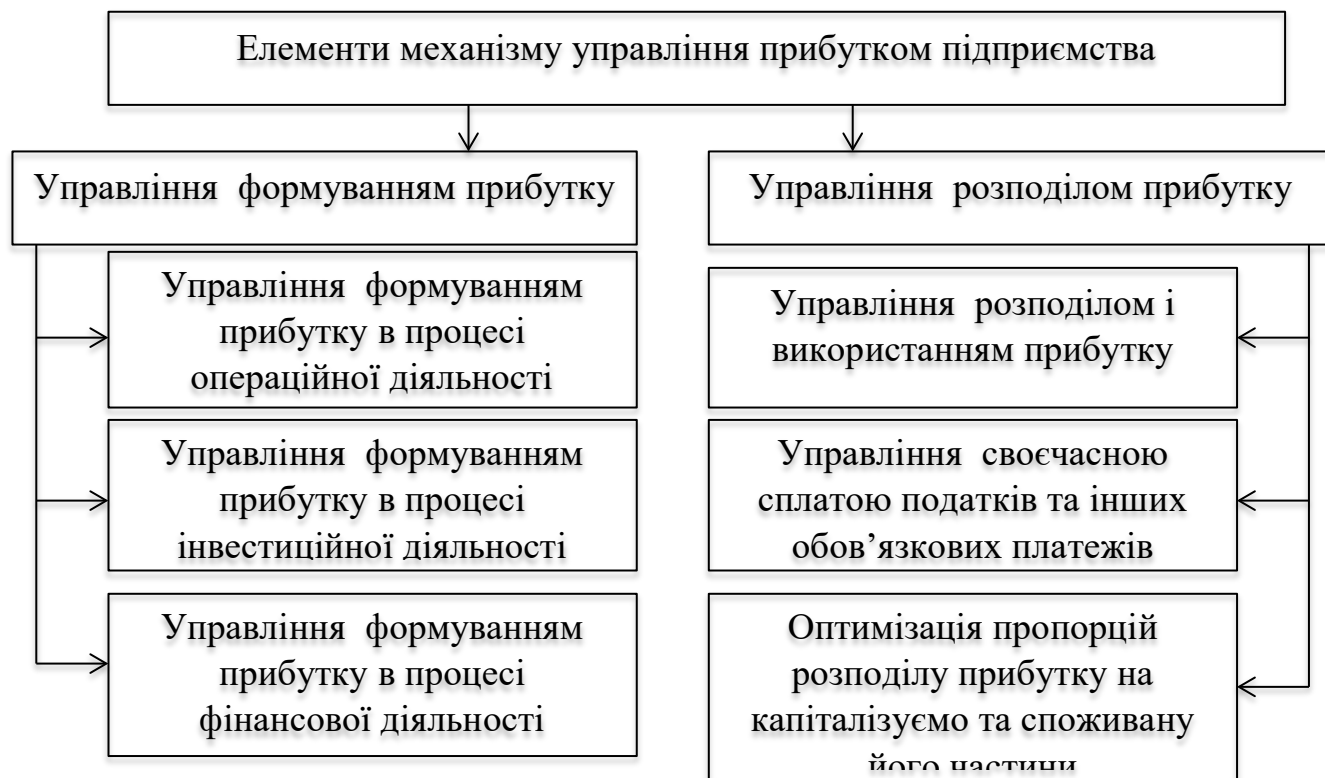 Елементи механізму управління прибутком підприємства
Управління формуванням прибутку
Управління формуванням
прибутку в процесі
операційної діяльності
Управління формуванням
прибутку в процесі
інвестиційної діяльності
Управління формуванням
прибутку в процесі
фінансової діяльності
Управління розподілом прибутку
Управління розподілом і
використанням прибутку
Управління своєчасною
сплатою податків та інших
обов’язкових платежів
Оптимізація пропорцій
розподілу прибутку на
капіталізуємо та споживану
його частини